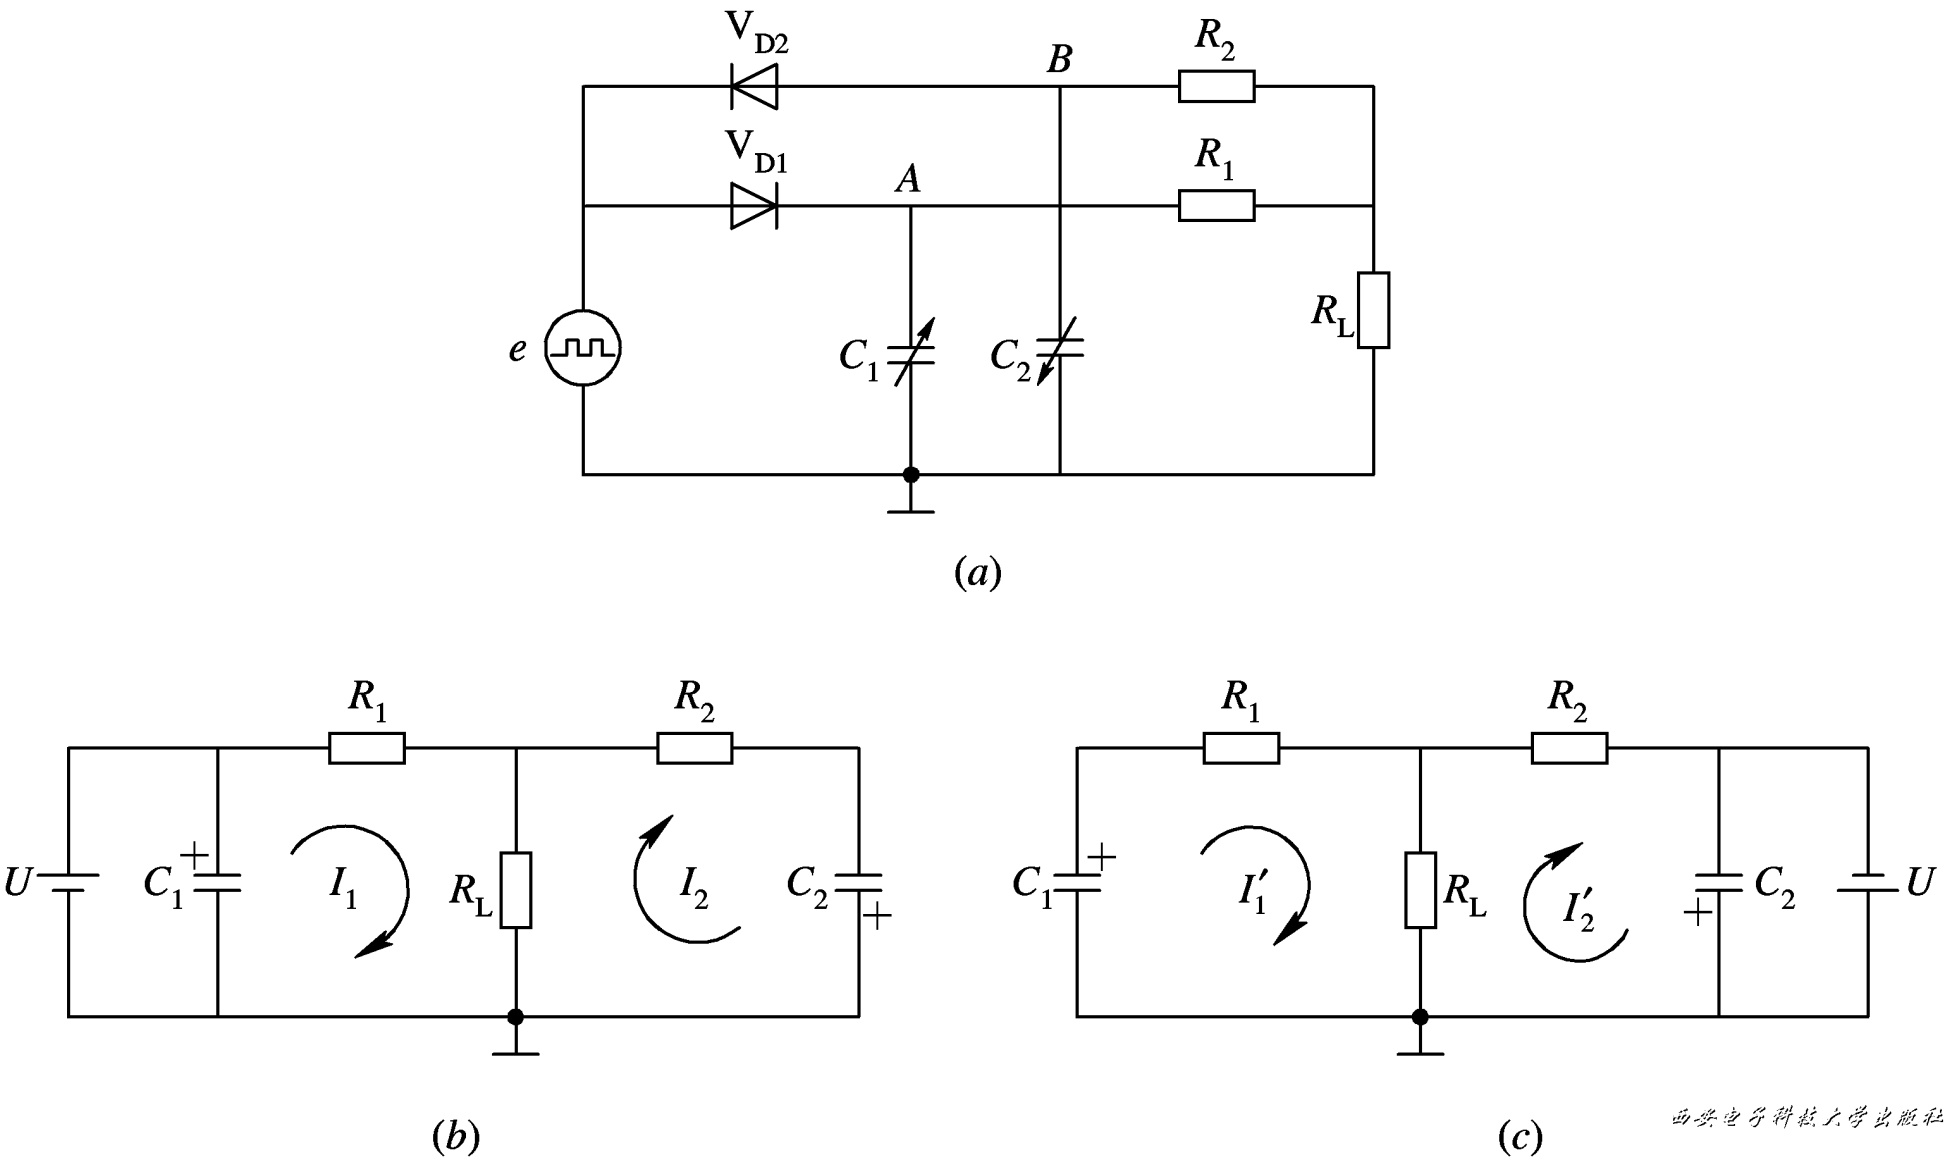 V_D2
B
R_2
V_D1
A
R_1
e
C_1
C_2
R_L
(a)
R_1
R_2
R_1
R_2
U
C_1
+
I_1
R_L
I_2
C_2
+
C_1
+
I_1′
R_L
I_2′
+
C_2
U
(b)
(c)
西安电子科技大学出版社